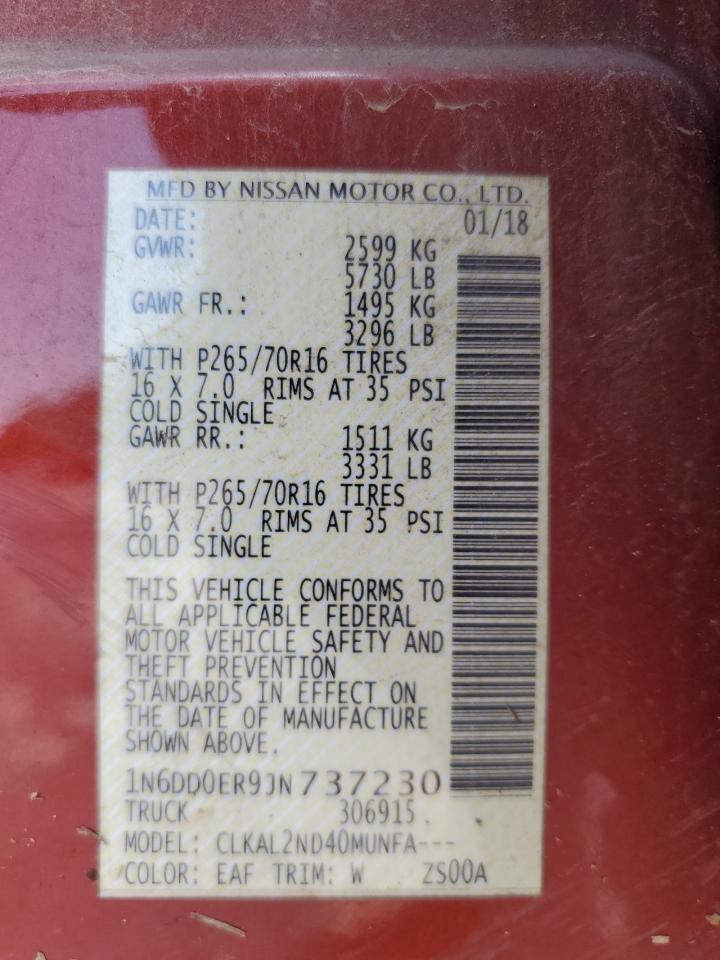 MFD BY NISSAN MOTOR CO., LTD.
DATE: 01/18
GVWR: 2599 KG
5730 LB
GAWR FR.: 1495 KG
3296 LB
WITH P265/70R16 TIRES
16 X 7.0 RIMS AT 35 PSI
COLD SINGLE
GAWR RR.: 1511 KG
3331 LB
WITH P265/70R16 TIRES
16 X 7.0 RIMS AT 35 PSI
COLD SINGLE
THIS VEHICLE CONFORMS TO
ALL APPLICABLE FEDERAL
MOTOR VEHICLE SAFETY AND
THEFT PREVENTION
STANDARDS IN EFFECT ON
THE DATE OF MANUFACTURE
SHOWN ABOVE.
1N6DD0ER9JN737230
TRUCK 306915
MODEL: CLKAL2ND40MUNFA---
COLOR: EAF TRIM: W ZS00A